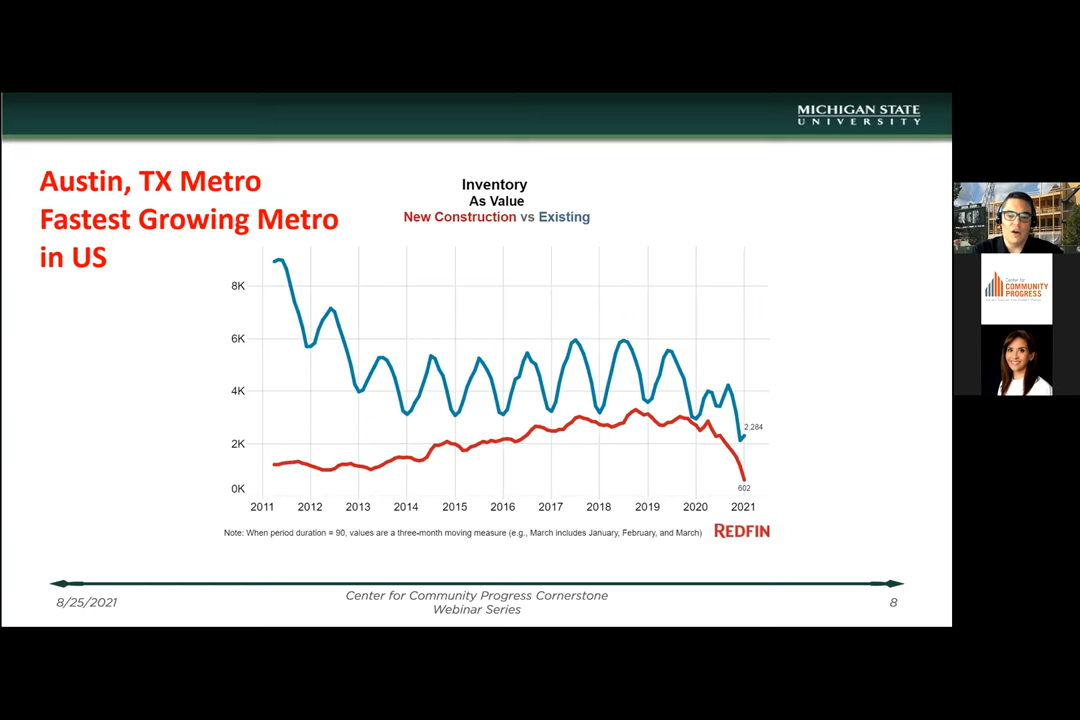 MICHIGAN STATE
UNIVERSITY
Austin, TX Metro
Fastest Growing Metro
in US
Inventory
As Value
New Construction vs Existing
8K
6K
4K
2K
0K
2,284
602
2011 2012 2013 2014 2015 2016 2017 2018 2019 2020 2021
Note: When period duration = 90, values are a three-month moving measure (e.g., March includes January, February, and March)
REDFIN
8/25/2021
Center for Community Progress Cornerstone
Webinar Series
8
Center for
COMMUNITY
PROGRESS